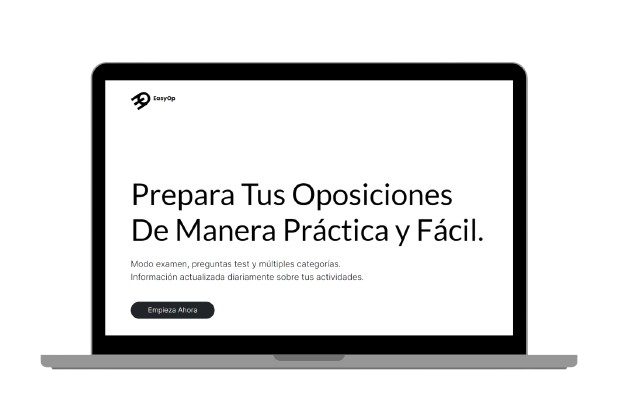 EasyOp
Prepara Tus Oposiciones
De Manera Práctica y Fácil.
Modo examen, preguntas test y múltiples categorías.
Información actualizada diariamente sobre tus actividades.
Empieza Ahora